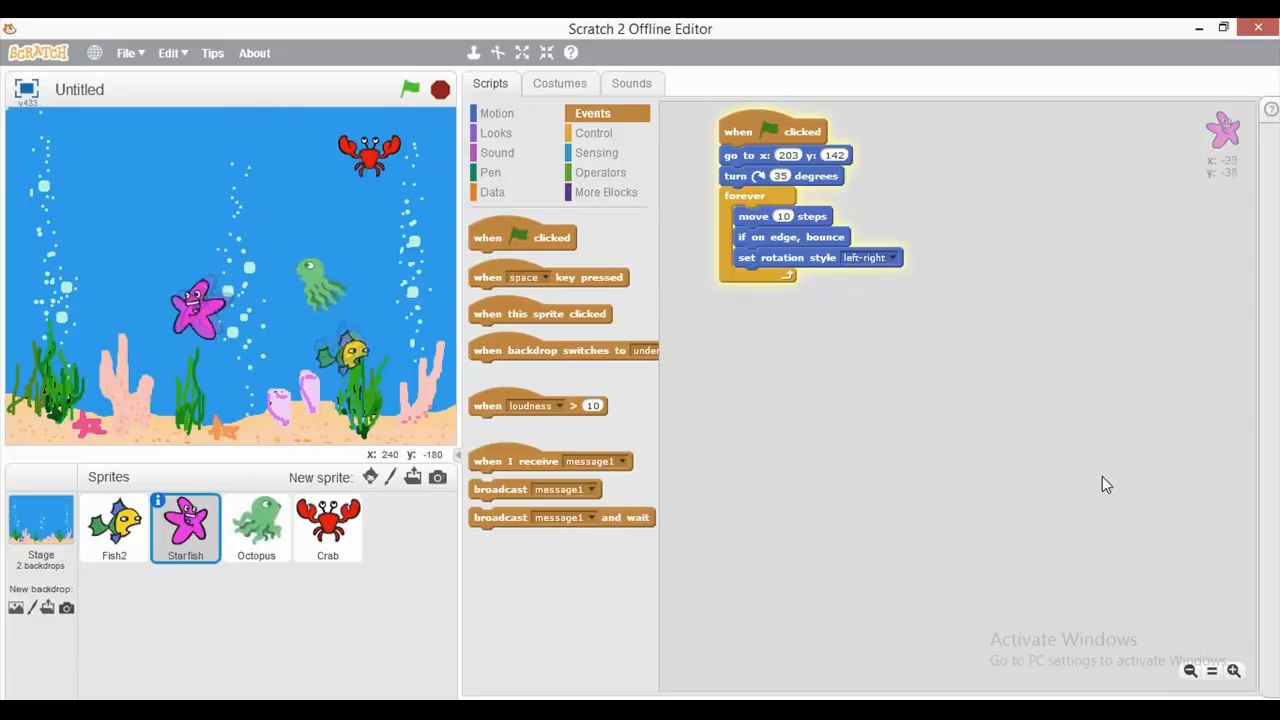 Scratch 2 Offline Editor
SCRATCH File Edit Tips About
v433
Untitled
Scripts Costumes Sounds
Motion Events
Looks Control
Sound Sensing
Pen Operators
Data More Blocks
when clicked
when space key pressed
when this sprite clicked
when backdrop switches to under
when loudness > 10
when I receive message1
broadcast message1
broadcast message1 and wait
when clicked
go to x: 203 y: 142
turn 35 degrees
forever
move 10 steps
if on edge, bounce
set rotation style left-right
x: -23
y: -36
x: 240 y: -180
Sprites New sprite:
Stage
2 backdrops
New backdrop:
Fish2 Starfish Octopus Crab
Activate Windows
Go to PC settings to activate Windows.